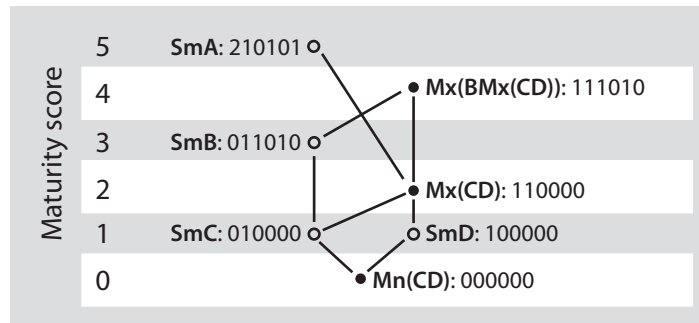 Maturity score
5 SmA: 210101
4 Mx(BMx(CD)): 111010
3 SmB: 011010
2 Mx(CD): 110000
1 SmC: 010000 SmD: 100000
0 Mn(CD): 000000